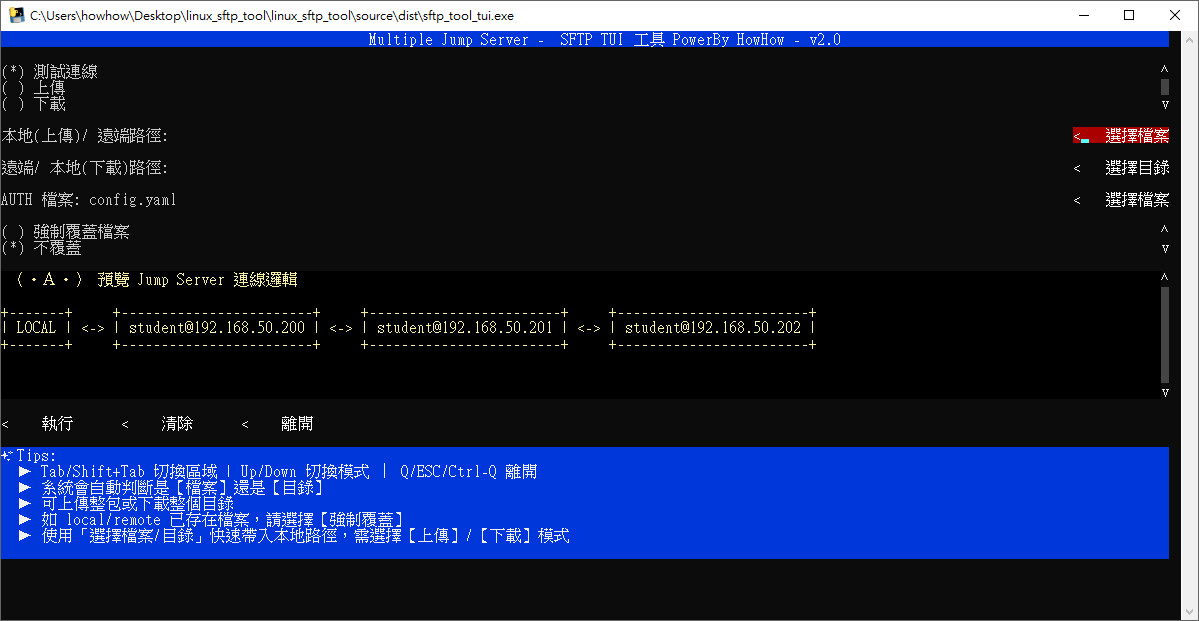 C:\Users\howhow\Desktop\linux_sftp_tool\linux_sftp_tool\source\dist\sftp_tool_tui.exe
Multiple Jump Server -  SFTP TUI 工具 PowerBy HowHow - v2.0
(*) 測試連線
( ) 上傳
( ) 下載
本地(上傳)/ 遠端路徑: < 選擇檔案
遠端/ 本地(下載)路徑: < 選擇目錄
AUTH 檔案: config.yaml < 選擇檔案
( ) 強制覆蓋檔案
(*) 不覆蓋
(・A・) 預覽 Jump Server 連線邏輯
+-------+     +------------------------+     +------------------------+     +------------------------+
| LOCAL | <-> | student@192.168.50.200 | <-> | student@192.168.50.201 | <-> | student@192.168.50.202 |
+-------+     +------------------------+     +------------------------+     +------------------------+
< 執行 < 清除 < 離開
✨Tips:
► Tab/Shift+Tab 切換區域 | Up/Down 切換模式 | Q/ESC/Ctrl-Q 離開
► 系統會自動判斷是【檔案】還是【目錄】
► 可上傳整包或下載整個目錄
► 如 local/remote 已存在檔案，請選擇【強制覆蓋】
► 使用「選擇檔案/目錄」快速帶入本地路徑，需選擇【上傳】/【下載】模式